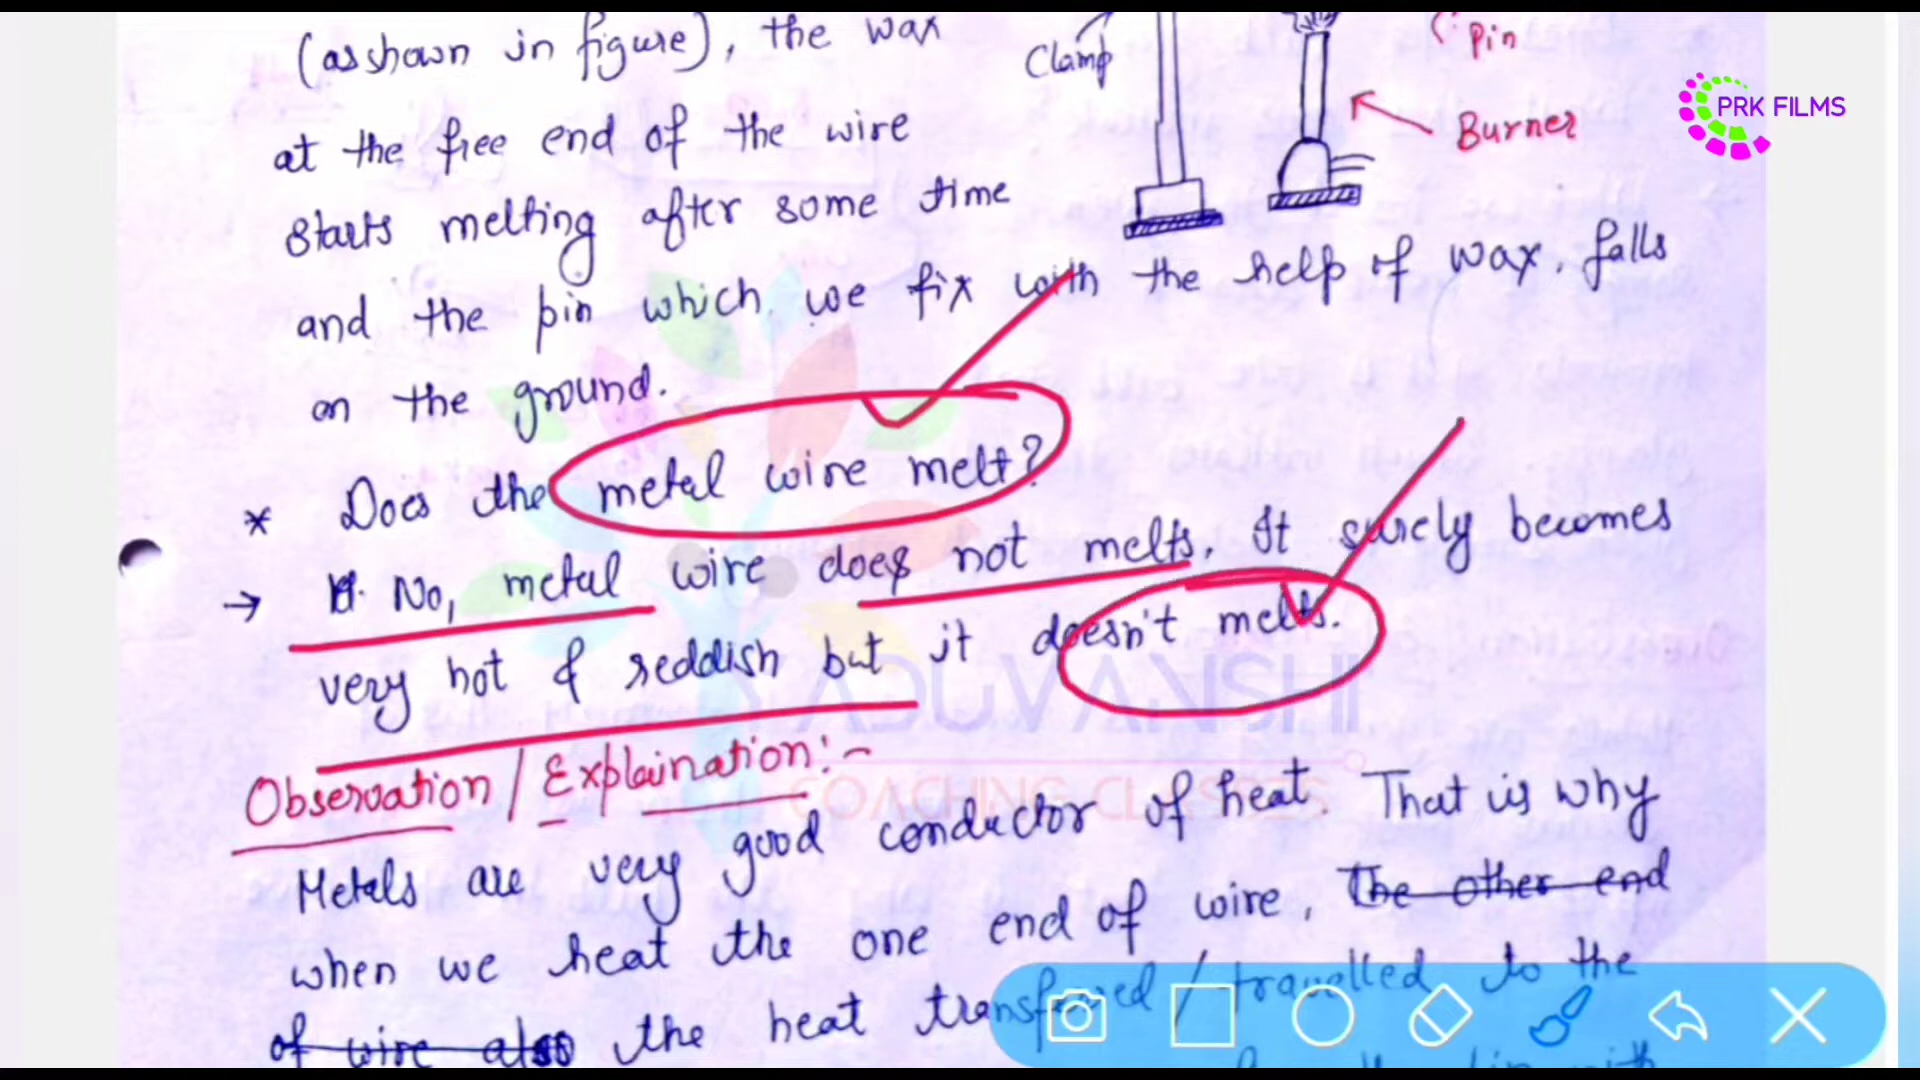 (as shown in figure), the wax
Clamp
Pin
PRK FILMS
at the free end of the wire
Burner
starts melting after some time
and the pin which we fix with the help of wax, falls
on the ground.
* Does the metal wire melt?
→ No, metal wire does not melts. It surely becomes
very hot & reddish but it doesn't melts.
YADUVANSHI
COACHING CLASSES
Observation / Explaination:-
Metals are very good conductor of heat. That is why
when we heat the one end of wire, the other end
of wire also the heat transfered / travelled to the